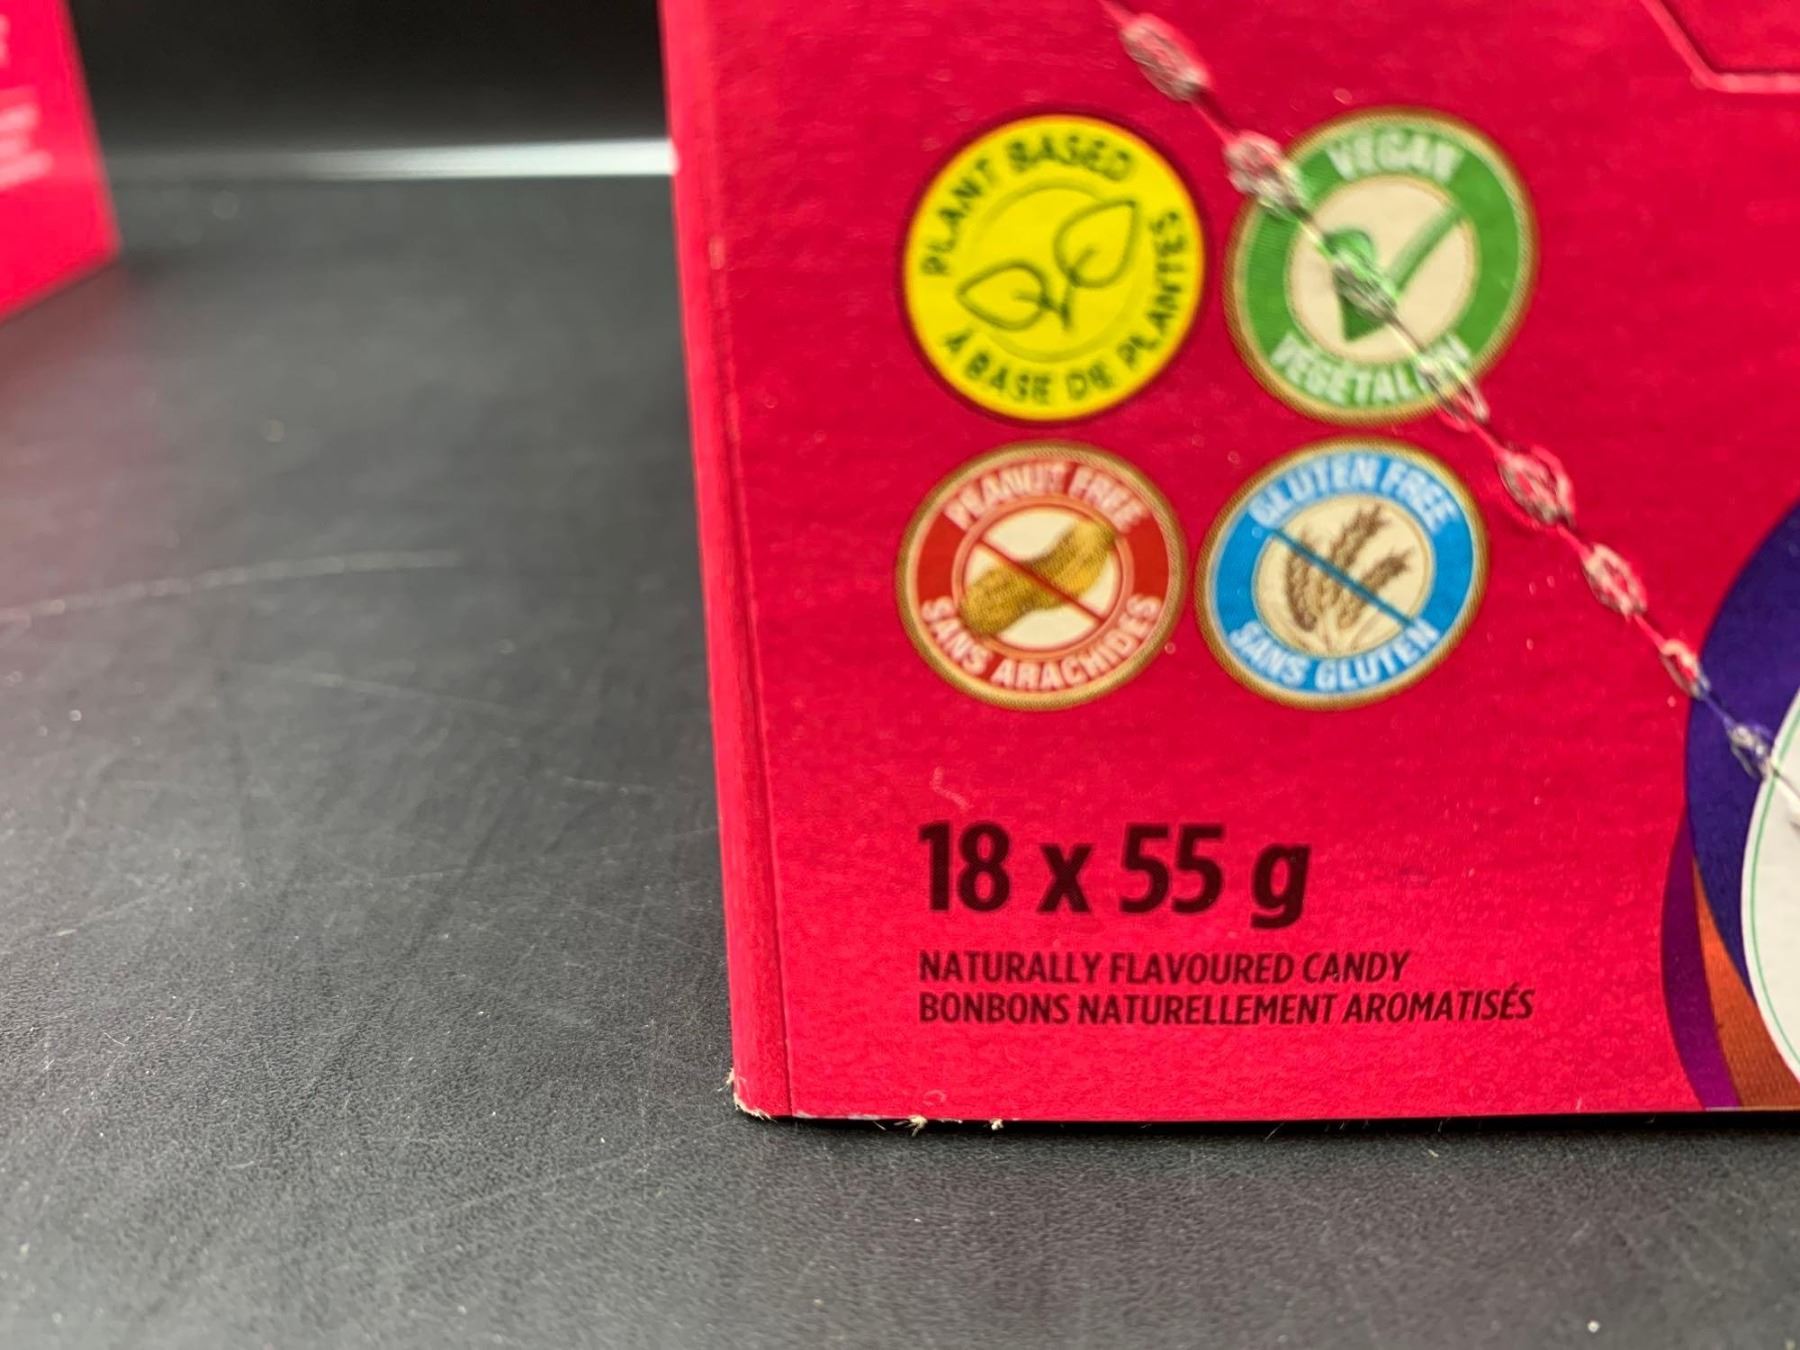 PLANT BASED
À BASE DE PLANTES
VEGAN
PEANUT FREE
SANS ARACHIDES
GLUTEN FREE
SANS GLUTEN
18 x 55 g
NATURALLY FLAVOURED CANDY
BONBONS NATURELLEMENT AROMATISÉS